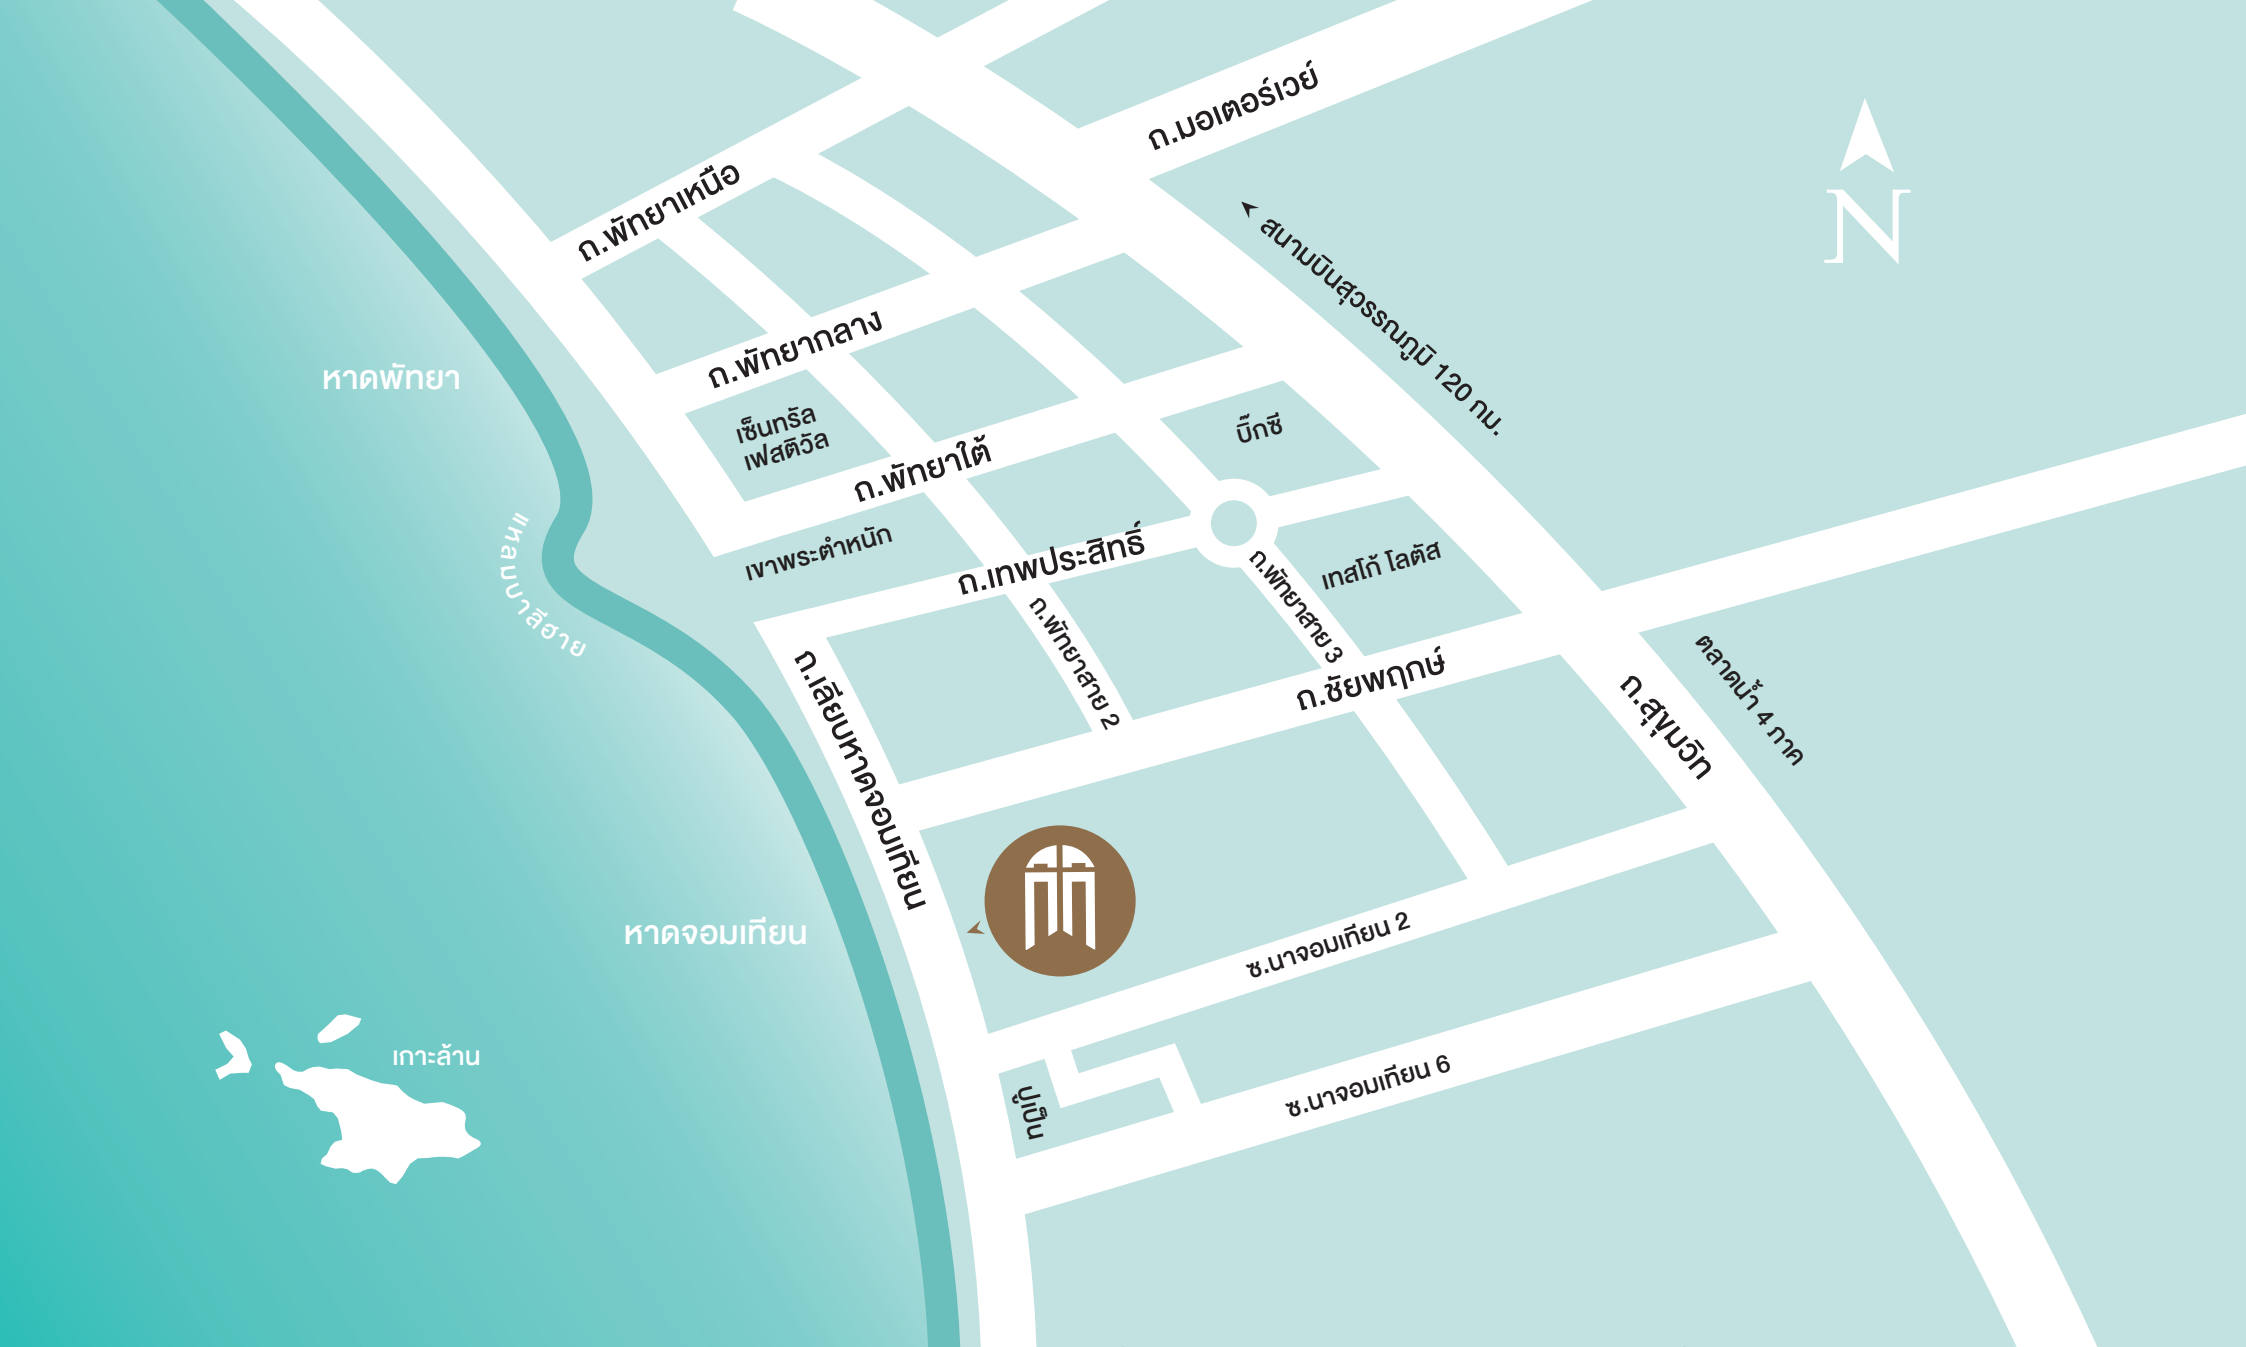 ถ.มอเตอร์เวย์
N
ถ.พัทยาเหนือ
สนามบินสุวรรณภูมิ 120 กม.
ถ.พัทยากลาง
หาดพัทยา
เซ็นทรัล
เฟสติวัล
บิ๊กซี
ถ.พัทยาใต้
แหลมบาลีฮาย
เขาพระตำหนัก
ถ.เทพประสิทธิ์
เทสโก้ โลตัส
ถ.พัทยาสาย 2
ถ.พัทยาสาย 3
ถ.ชัยพฤกษ์
ถ.สุขุมวิท
ตลาดน้ำ 4 ภาค
ถ.เลียบหาดจอมเทียน
หาดจอมเทียน
ซ.นาจอมเทียน 2
เกาะล้าน
ปูเป็น
ซ.นาจอมเทียน 6